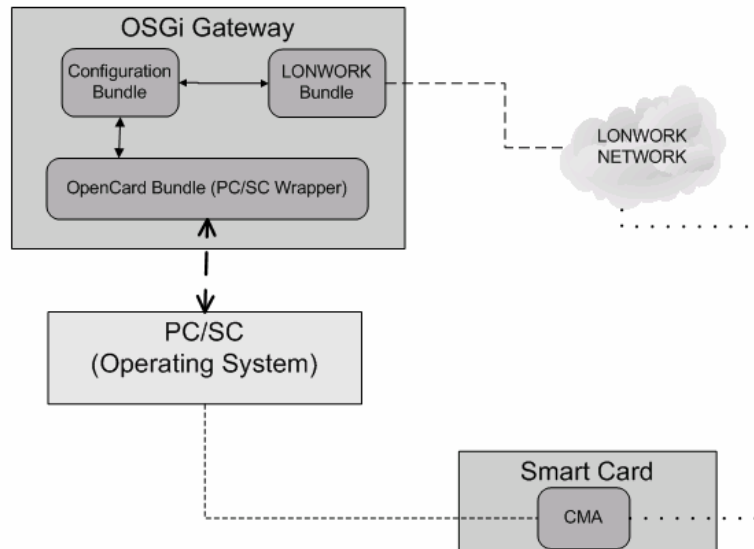 OSGi Gateway
Configuration
Bundle
LONWORK
Bundle
OpenCard Bundle (PC/SC Wrapper)
LONWORK
NETWORK
PC/SC
(Operating System)
Smart Card
CMA